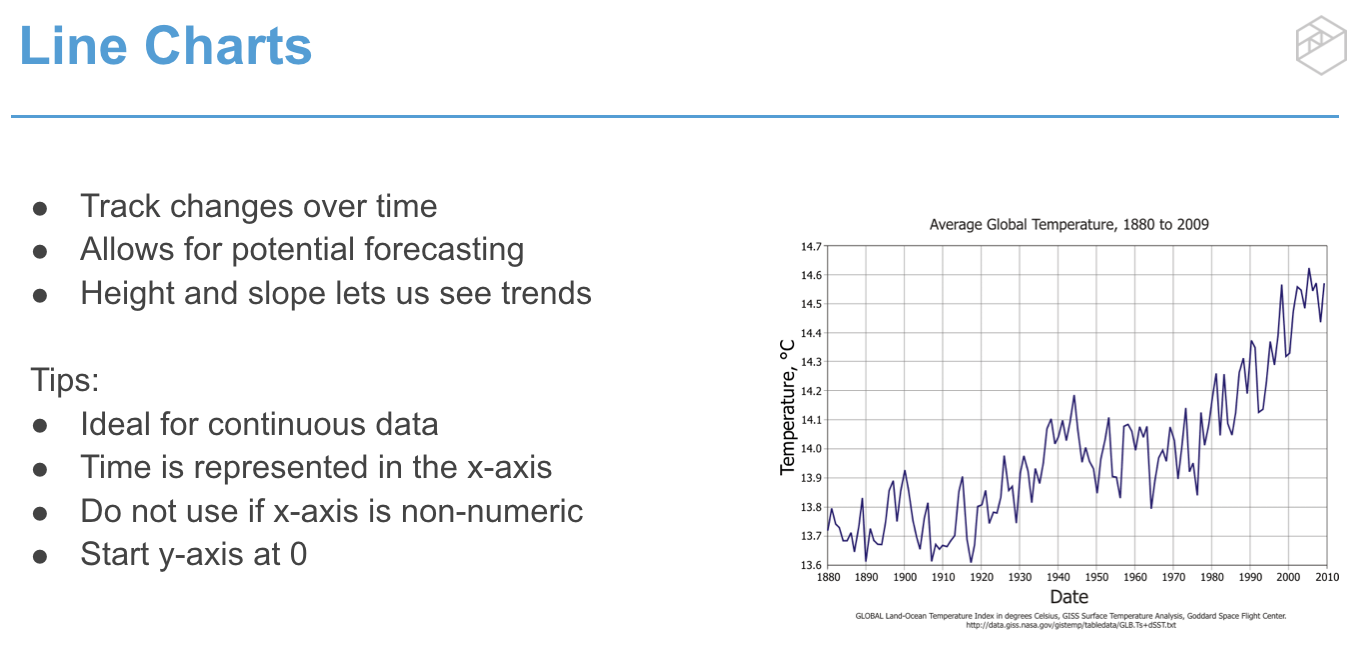 Line Charts
● Track changes over time
● Allows for potential forecasting
● Height and slope lets us see trends
Tips:
● Ideal for continuous data
● Time is represented in the x-axis
● Do not use if x-axis is non-numeric
● Start y-axis at 0
Average Global Temperature, 1880 to 2009
Temperature, °C
14.7
14.6
14.5
14.4
14.3
14.2
14.1
14.0
13.9
13.8
13.7
13.6
1880 1890 1900 1910 1920 1930 1940 1950 1960 1970 1980 1990 2000 2010
Date
GLOBAL Land-Ocean Temperature Index in degrees Celsius, GISS Surface Temperature Analysis, Goddard Space Flight Center.
http://data.giss.nasa.gov/gistemp/tabledata/GLB.Ts+dSST.txt